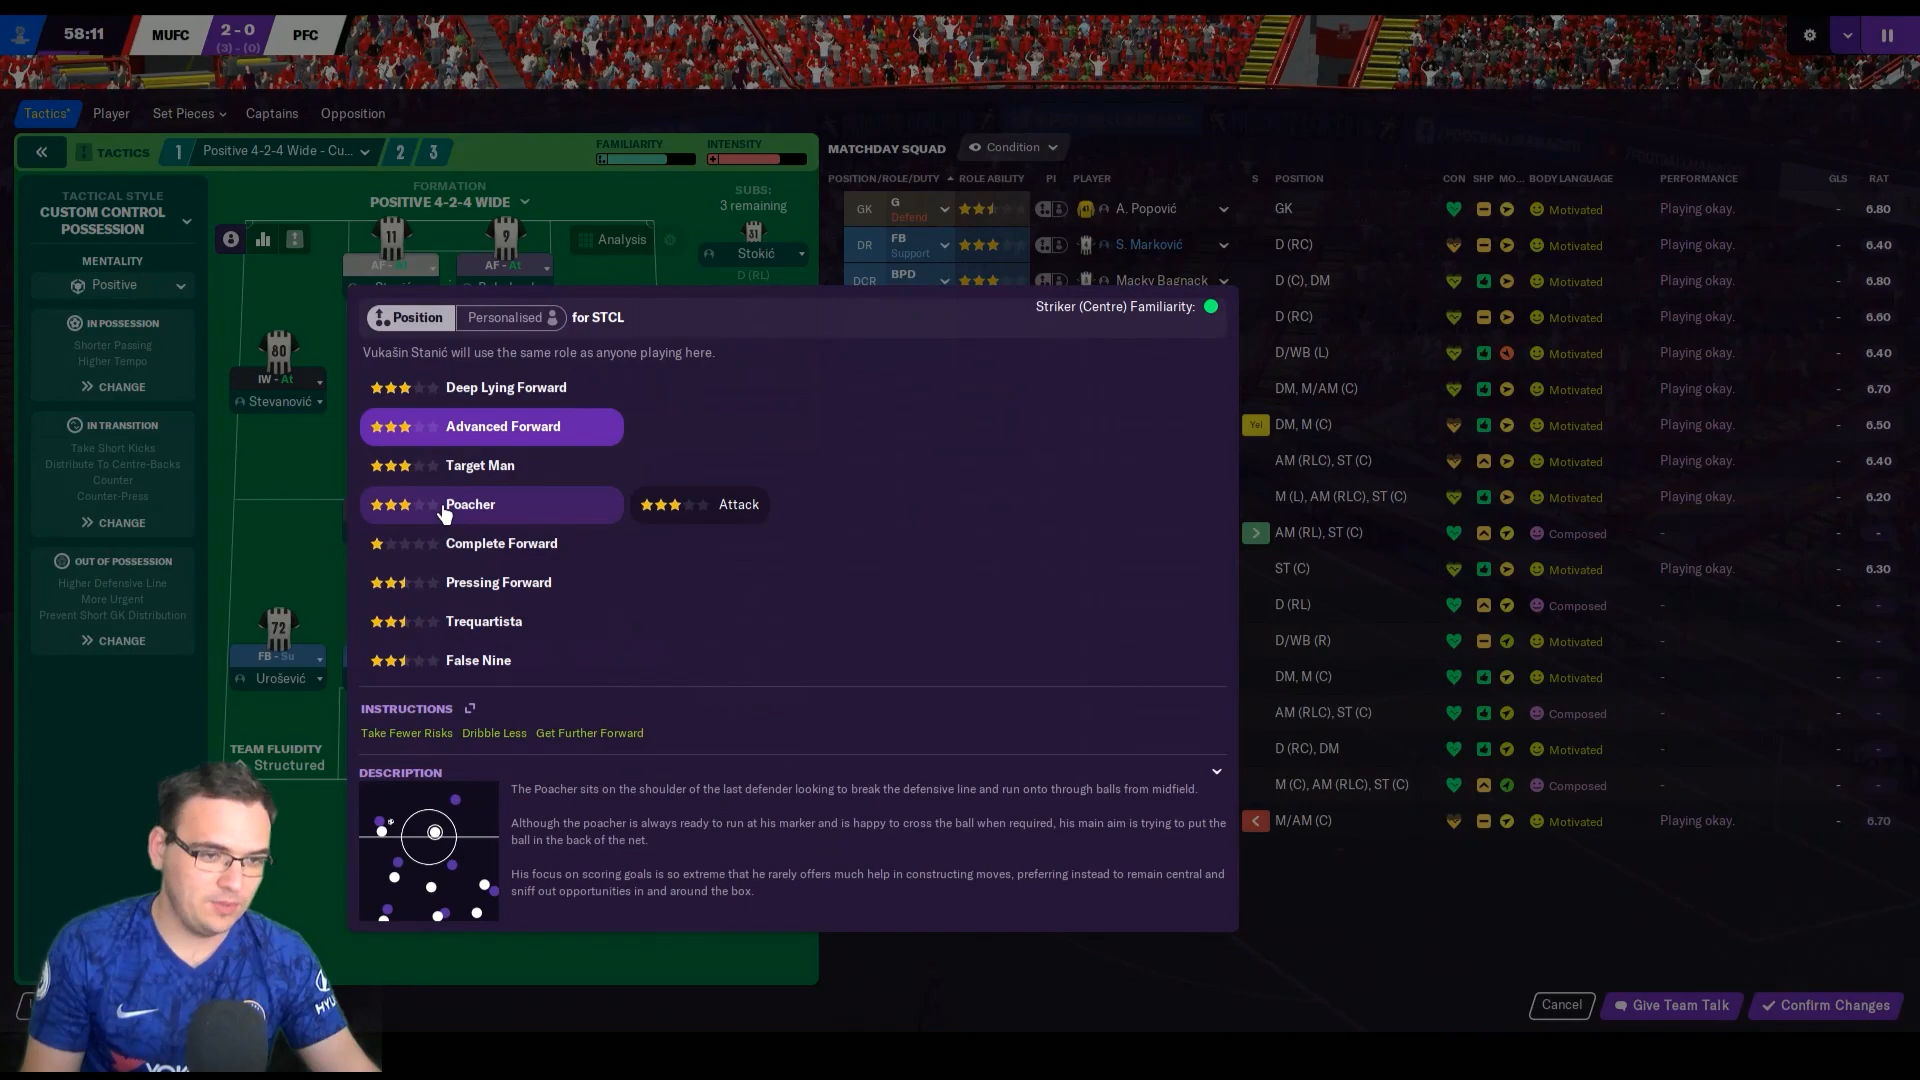 58:11 MUFC 2 - 0 PFC
(3) - (0)
Tactics* Player Set Pieces Captains Opposition
TACTICS 1 Positive 4-2-4 Wide - Cu... 2 3 FAMILIARITY INTENSITY
TACTICAL STYLE
CUSTOM CONTROL
POSSESSION
MENTALITY
Positive
IN POSSESSION
Shorter Passing
Higher Tempo
CHANGE
IN TRANSITION
Take Short Kicks
Distribute To Centre-Backs
Counter
Counter-Press
CHANGE
OUT OF POSSESSION
Higher Defensive Line
More Urgent
Prevent Short GK Distribution
CHANGE
FORMATION
POSITIVE 4-2-4 WIDE
SUBS:
3 remaining
Analysis
11 9 31
Stokić
D (RL)
AF - At AF - At
80
IW - At
Stevanović
72
FB - Su
Urošević
TEAM FLUIDITY
Structured
MATCHDAY SQUAD Condition
POSITION/ROLE/DUTY ROLE ABILITY PI PLAYER S POSITION CON SHP MO... BODY LANGUAGE PERFORMANCE GLS RAT
GK G Defend 41 A. Popović GK Motivated Playing okay. - 6.80
DR FB Support S. Marković D (RC) Motivated Playing okay. - 6.40
DCR BPD Macky Bagnack D (C), DM Motivated Playing okay. - 6.80
D (RC) Motivated Playing okay. - 6.60
D/WB (L) Motivated Playing okay. - 6.40
DM, M/AM (C) Motivated Playing okay. - 6.70
Yel DM, M (C) Motivated Playing okay. - 6.50
AM (RLC), ST (C) Motivated Playing okay. - 6.40
M (L), AM (RLC), ST (C) Motivated Playing okay. - 6.20
AM (RL), ST (C) Composed - - -
ST (C) Motivated Playing okay. - 6.30
D (RL) Composed - - -
D/WB (R) Motivated - - -
DM, M (C) Motivated - - -
AM (RLC), ST (C) Composed - - -
D (RC), DM Motivated - - -
M (C), AM (RLC), ST (C) Composed - - -
M/AM (C) Motivated Playing okay. - 6.70
Position Personalised for STCL Striker (Centre) Familiarity:
Vukašin Stanić will use the same role as anyone playing here.
Deep Lying Forward
Advanced Forward
Target Man
Poacher Attack
Complete Forward
Pressing Forward
Trequartista
False Nine
INSTRUCTIONS
Take Fewer Risks Dribble Less Get Further Forward
DESCRIPTION
The Poacher sits on the shoulder of the last defender looking to break the defensive line and run onto through balls from midfield.
Although the poacher is always ready to run at his marker and is happy to cross the ball when required, his main aim is trying to put the
ball in the back of the net.
His focus on scoring goals is so extreme that he rarely offers much help in constructing moves, preferring instead to remain central and
sniff out opportunities in and around the box.
Cancel Give Team Talk Confirm Changes